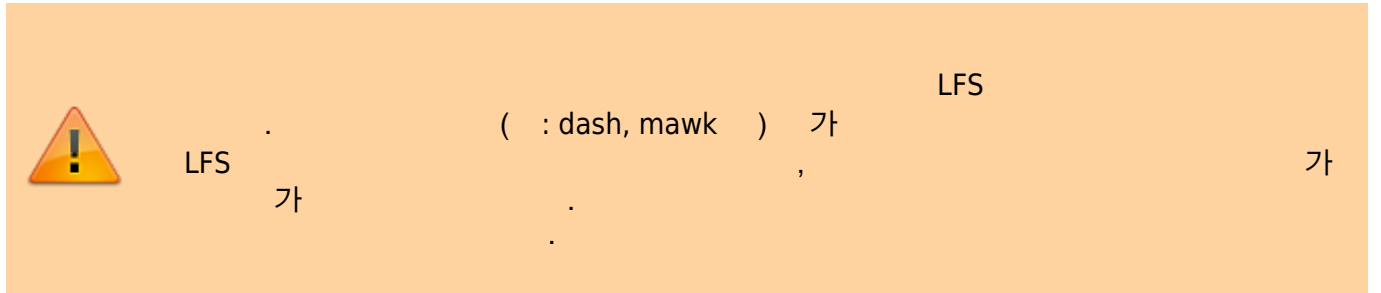 LFS
. ( : dash, mawk ) 가
LFS , 가
가 .
.